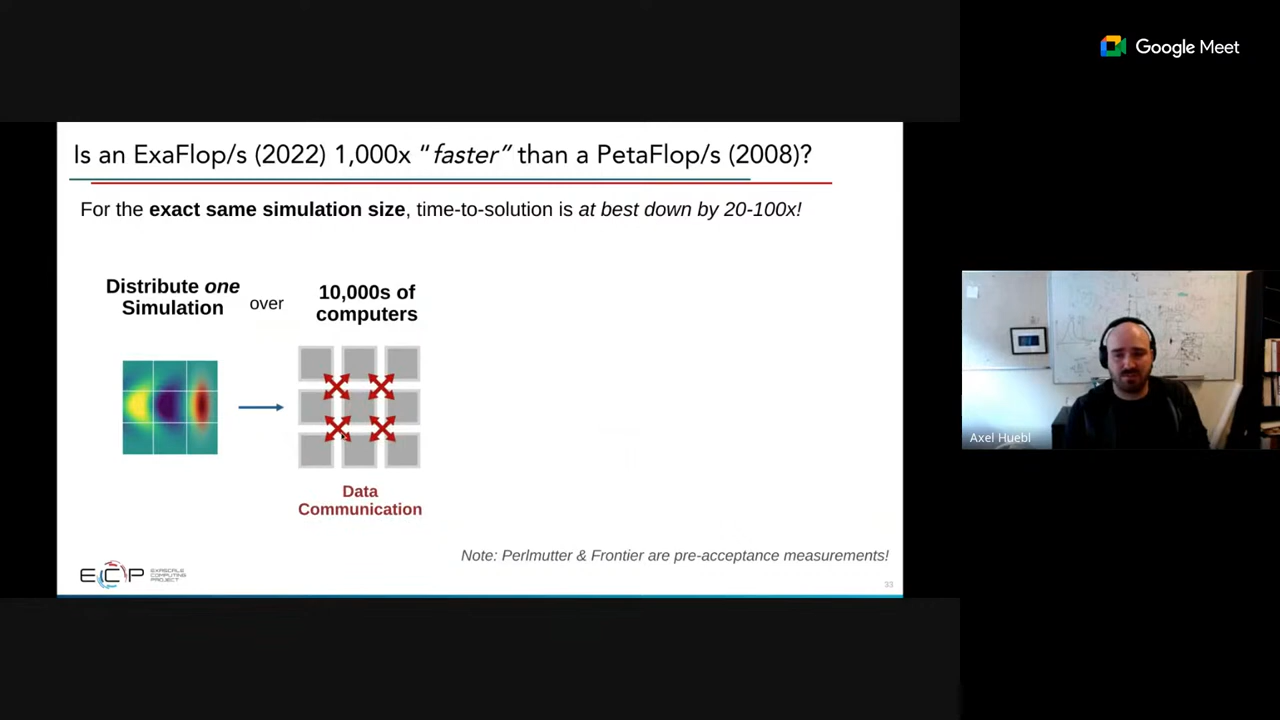 Google Meet
Is an ExaFlop/s (2022) 1,000x “faster” than a PetaFlop/s (2008)?
For the exact same simulation size, time-to-solution is at best down by 20-100x!
Distribute one
Simulation
over
10,000s of
computers
Data
Communication
Note: Perlmutter & Frontier are pre-acceptance measurements!
ECP
EXASCALE
COMPUTING
PROJECT
33
Axel Huebl